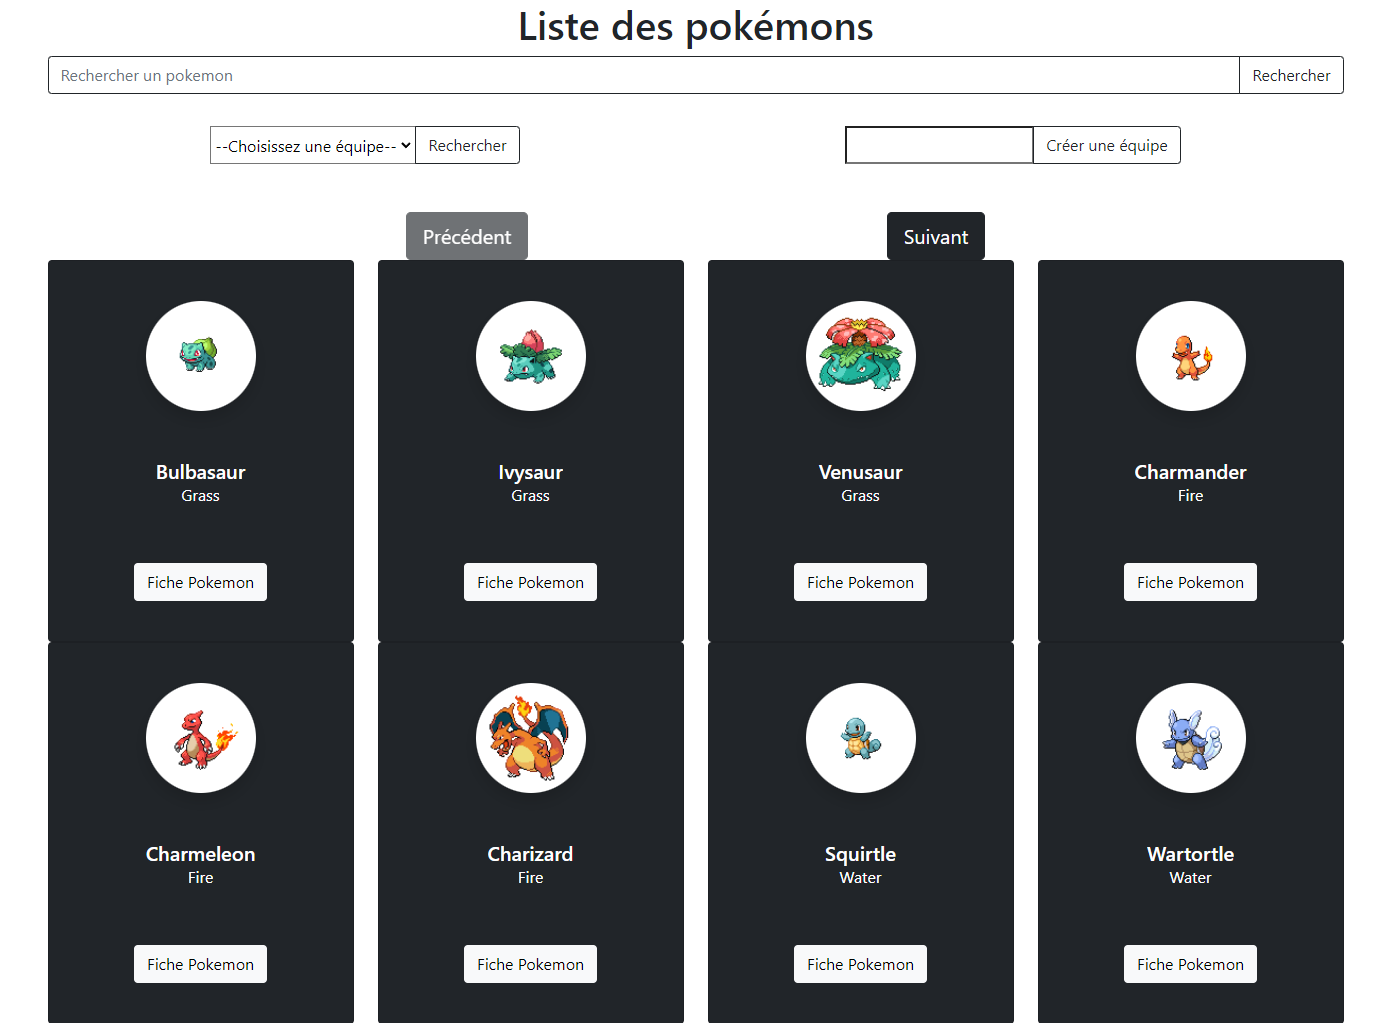 Liste des pokémons
Rechercher un pokemon Rechercher
--Choisissez une équipe-- Rechercher Créer une équipe
Précédent Suivant
Bulbasaur Ivysaur Venusaur Charmander
Grass Grass Grass Fire
Fiche Pokemon Fiche Pokemon Fiche Pokemon Fiche Pokemon
Charmeleon Charizard Squirtle Wartortle
Fire Fire Water Water
Fiche Pokemon Fiche Pokemon Fiche Pokemon Fiche Pokemon